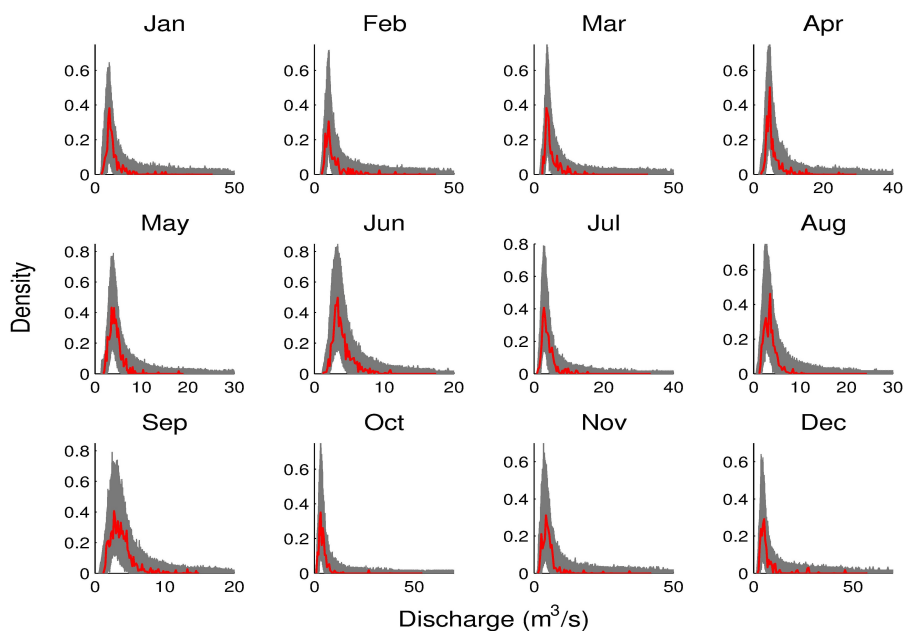 Jan Feb Mar Apr
0.6 0.6 0.6 0.6
0.4 0.4 0.4 0.4
0.2 0.2 0.2 0.2
0 0 0 0
0 50 0 50 0 50 0 20 40
May Jun Jul Aug
0.8 0.8 0.8
0.6 0.6 0.6 0.6
0.4 0.4 0.4 0.4
0.2 0.2 0.2 0.2
0 0 0 0
0 10 20 30 0 10 20 0 20 40 0 10 20 30
Density
Sep Oct Nov Dec
0.8
0.6 0.6 0.6 0.6
0.4 0.4 0.4 0.4
0.2 0.2 0.2 0.2
0 0 0 0
0 10 20 0 50 0 50 0 50
Discharge (m³/s)